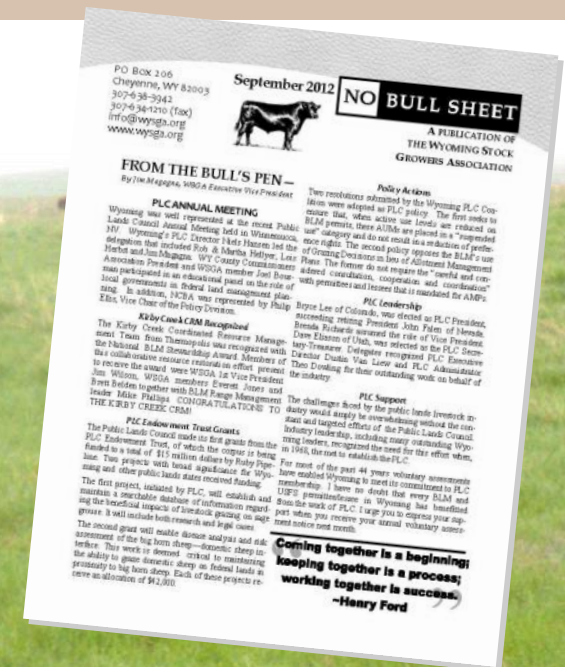 PO Box 206
Cheyenne, WY 82003
307-638-3942
307-634-1210 (fax)
info@wysga.org
www.wysga.org
September 2012
NO BULL SHEET
A PUBLICATION OF
THE WYOMING STOCK
GROWERS ASSOCIATION
FROM THE BULL'S PEN —
By Jim Magagna, WSGA Executive Vice President
PLC ANNUAL MEETING
Wyoming was well represented at the recent Public
Lands Council Annual Meeting held in Winnemucca,
NV. Wyoming's PLC Director Niels Hansen led the
delegation that included Rob & Martha Hellyer, Lois
Herbst and Jim Magagna. WY County Commissioners
Association President and WSGA member Joel Bous-
man participated in an educational panel on the role of
local governments in federal land management plan-
ning. In addition, NCBA was represented by Philip
Ellis, Vice Chair of the Policy Division.
Kirby Creek CRM Recognized
The Kirby Creek Coordinated Resource Manage-
ment Team from Thermopolis was recognized with
the National BLM Stewardship Award. Members of
this collaborative resource restoration effort present
to receive the award were WSGA 1st Vice President
Jim Wilson, WSGA members Everett Jones and
Brett Belden together with BLM Range Management
leader Mike Phillips CONGRATULATIONS TO
THE KIRBY CREEK CRM!
PLC Endowment Trust Grants
The Public Lands Council made its first grants from the
PLC Endowment Trust, of which the corpus is being
funded to a total of $15 million dollars by Ruby Pipe-
line. Two projects with broad significance for Wyo-
ming and other public lands states received funding.
The first project, initiated by PLC, will establish and
maintain a searchable database of information regard-
ing the beneficial impacts of livestock grazing on sage
grouse. It will include both research and legal cases.
The second grant will enable disease analysis and risk
assessment of the big horn sheep—domestic sheep in-
terface. This work is deemed critical to maintaining
the ability to graze domestic sheep on federal lands in
proximity to big horn sheep. Each of these projects re-
ceive an allocation of $42,000.
Policy Actions
Two resolutions submitted by the Wyoming PLC Coa-
lition were adopted as PLC policy. The first seeks to
ensure that, when active use levels are reduced on
BLM permits, these AUMs are placed in a "suspended
use" category and do not result in a reduction of prefer-
ence rights. The second policy opposes the BLM's use
of Grazing Decisions in lieu of Allotment Management
Plans. The former do not require the "careful and con-
sidered consultation, cooperation and coordination"
with permittees and lessees that is mandated for AMPs.
PLC Leadership
Bryce Lee of Colorado, was elected as PLC President,
succeeding retiring President John Falen of Nevada.
Brenda Richards assumed the role of Vice President.
Dave Eliason of Utah, was selected as the PLC Secre-
tary-Treasurer. Delegates recognized PLC Executive
Director Dustin Van Liew and PLC Administrator
Theo Dowling for their outstanding work on behalf of
the industry.
PLC Support
The challenges faced by the public lands livestock in-
dustry would simply be overwhelming without the con-
stant and targeted efforts of the Public Lands Council.
Industry leadership, including many outstanding Wyo-
ming leaders, recognized the need for this effort when,
in 1968, the met to establish the PLC.
For most of the past 44 years voluntary assessments
have enabled Wyoming to meet its commitment to PLC
membership. I have no doubt that every BLM and
USFS permittee/lessee in Wyoming has benefitted
from the work of PLC. I urge you to express your sup-
port when you receive your annual voluntary assess-
ment notice next month.
"Coming together is a beginning;
keeping together is a process;
working together is success."
~Henry Ford